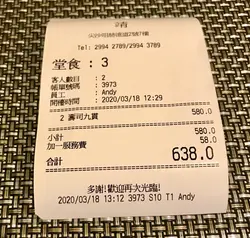 Tel: 2994 2789/2994 3789
堂食 : 3
客人數目 : 2
帳單號碼 : 3973
員工 : Andy
開檯時間 : 2020/03/18 12:29
2 壽司九貫 580.0
小計 580.0
加一服務費 58.0
合計 638.0
多謝!歡迎再次光臨!
2020/03/18 13:12 3973 S10 T1 Andy